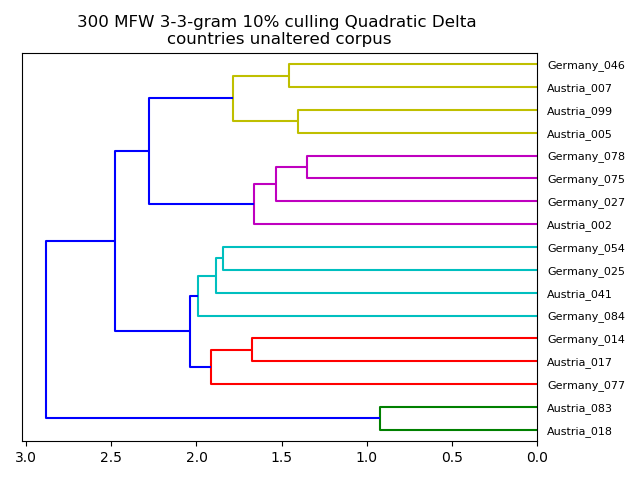 300 MFW 3-3-gram 10% culling Quadratic Delta
countries unaltered corpus
Germany_046
Austria_007
Austria_099
Austria_005
Germany_078
Germany_075
Germany_027
Austria_002
Germany_054
Germany_025
Austria_041
Germany_084
Germany_014
Austria_017
Germany_077
Austria_083
Austria_018
3.0 2.5 2.0 1.5 1.0 0.5 0.0